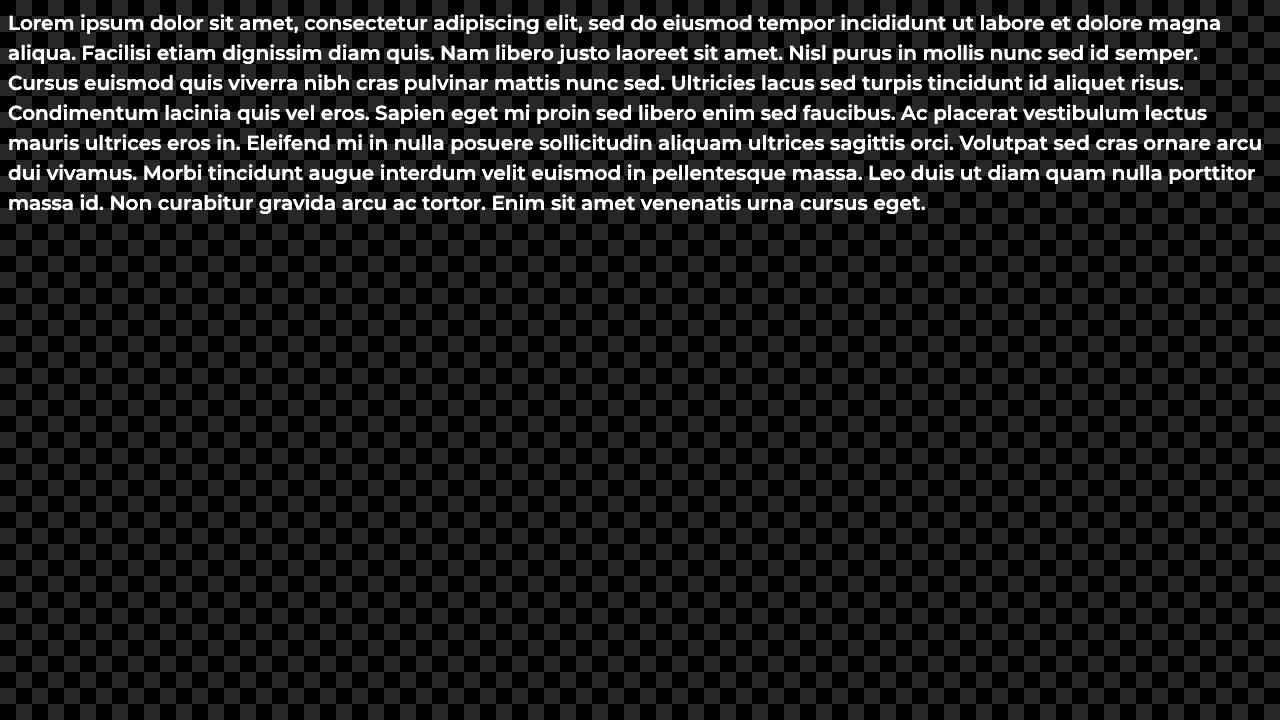 Lorem ipsum dolor sit amet, consectetur adipiscing elit, sed do eiusmod tempor incididunt ut labore et dolore magna
aliqua. Facilisi etiam dignissim diam quis. Nam libero justo laoreet sit amet. Nisl purus in mollis nunc sed id semper.
Cursus euismod quis viverra nibh cras pulvinar mattis nunc sed. Ultricies lacus sed turpis tincidunt id aliquet risus.
Condimentum lacinia quis vel eros. Sapien eget mi proin sed libero enim sed faucibus. Ac placerat vestibulum lectus
mauris ultrices eros in. Eleifend mi in nulla posuere sollicitudin aliquam ultrices sagittis orci. Volutpat sed cras ornare arcu
dui vivamus. Morbi tincidunt augue interdum velit euismod in pellentesque massa. Leo duis ut diam quam nulla porttitor
massa id. Non curabitur gravida arcu ac tortor. Enim sit amet venenatis urna cursus eget.